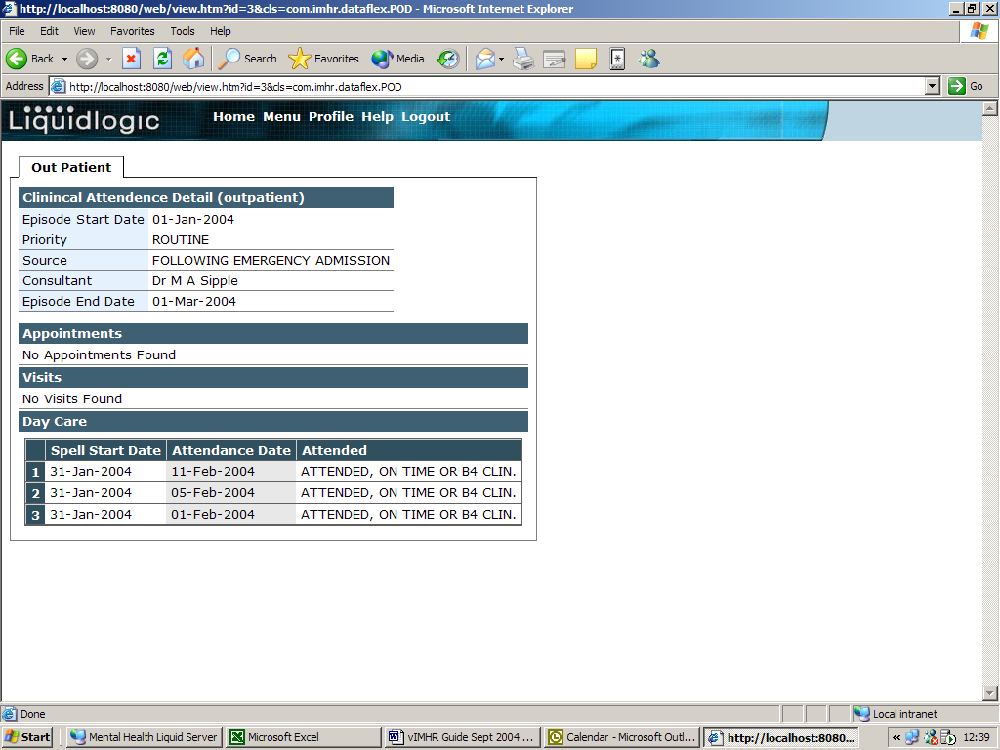 http://localhost:8080/web/view.htm?id=3&cls=com.imhr.dataflex.POD - Microsoft Internet Explorer
File Edit View Favorites Tools Help
Back Search Favorites Media
Address http://localhost:8080/web/view.htm?id=3&cls=com.imhr.dataflex.POD Go
Liquidlogic Home Menu Profile Help Logout
Out Patient
Clinincal Attendence Detail (outpatient)
Episode Start Date 01-Jan-2004
Priority ROUTINE
Source FOLLOWING EMERGENCY ADMISSION
Consultant Dr M A Sipple
Episode End Date 01-Mar-2004
Appointments
No Appointments Found
Visits
No Visits Found
Day Care
Spell Start Date Attendance Date Attended
1 31-Jan-2004 11-Feb-2004 ATTENDED, ON TIME OR B4 CLIN.
2 31-Jan-2004 05-Feb-2004 ATTENDED, ON TIME OR B4 CLIN.
3 31-Jan-2004 01-Feb-2004 ATTENDED, ON TIME OR B4 CLIN.
Done Local intranet
Start Mental Health Liquid Server Microsoft Excel vIMHR Guide Sept 2004 ... Calendar - Microsoft Outl... http://localhost:8080... « 12:39